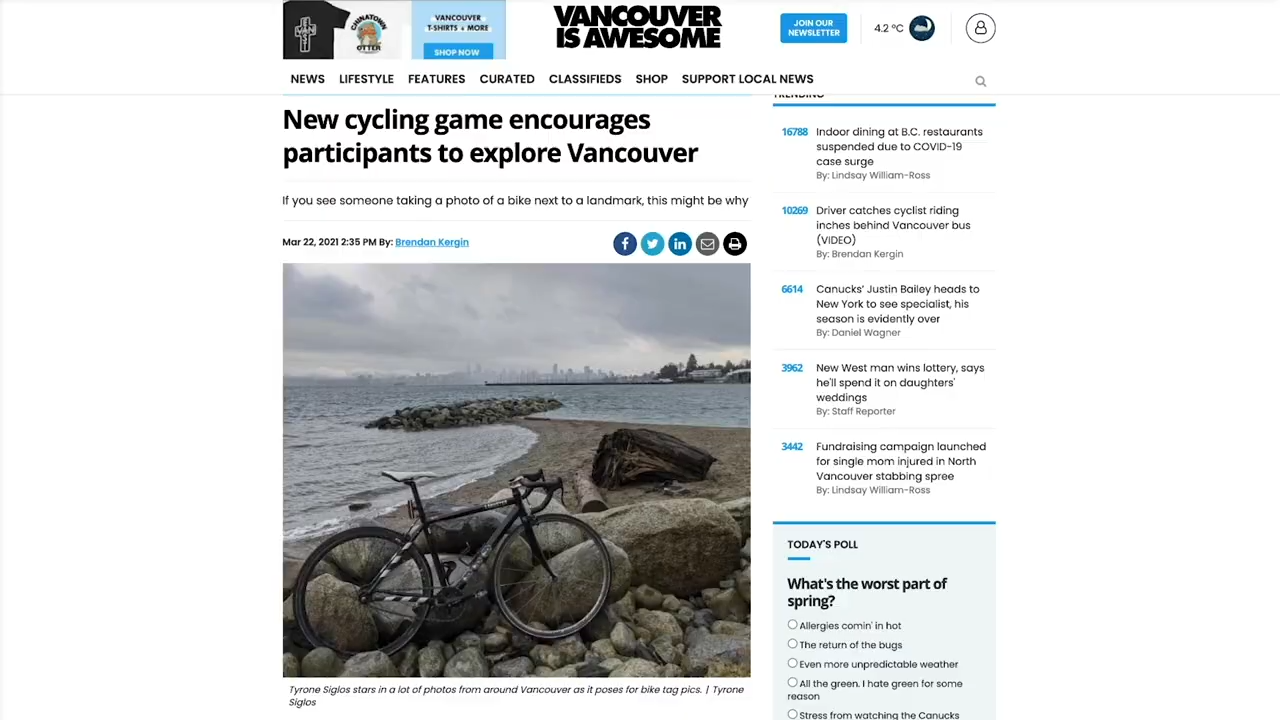 VANCOUVER
T-SHIRTS & MORE
SHOP NOW
CHINATOWN
OTTER
VANCOUVER
IS AWESOME
JOIN OUR
NEWSLETTER
4.2 °C
NEWS LIFESTYLE FEATURES CURATED CLASSIFIEDS SHOP SUPPORT LOCAL NEWS
New cycling game encourages
participants to explore Vancouver
If you see someone taking a photo of a bike next to a landmark, this might be why
Mar 22, 2021 2:35 PM By: Brendan Kergin
Tyrone Siglos stars in a lot of photos from around Vancouver as it poses for bike tag pics. | Tyrone
Siglos
TRENDING
16788 Indoor dining at B.C. restaurants
suspended due to COVID-19
case surge
By: Lindsay William-Ross
10269 Driver catches cyclist riding
inches behind Vancouver bus
(VIDEO)
By: Brendan Kergin
6614 Canucks' Justin Bailey heads to
New York to see specialist, his
season is evidently over
By: Daniel Wagner
3962 New West man wins lottery, says
he'll spend it on daughters'
weddings
By: Staff Reporter
3442 Fundraising campaign launched
for single mom injured in North
Vancouver stabbing spree
By: Lindsay William-Ross
TODAY'S POLL
What's the worst part of
spring?
Allergies comin' in hot
The return of the bugs
Even more unpredictable weather
All the green. I hate green for some
reason
Stress from watching the Canucks